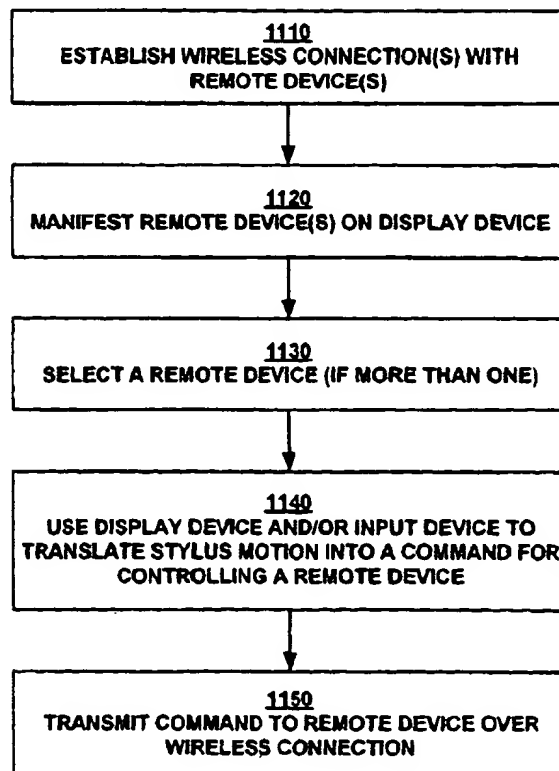 1110
ESTABLISH WIRELESS CONNECTION(S) WITH
REMOTE DEVICE(S)
1120
MANIFEST REMOTE DEVICE(S) ON DISPLAY DEVICE
1130
SELECT A REMOTE DEVICE (IF MORE THAN ONE)
1140
USE DISPLAY DEVICE AND/OR INPUT DEVICE TO
TRANSLATE STYLUS MOTION INTO A COMMAND FOR
CONTROLLING A REMOTE DEVICE
1150
TRANSMIT COMMAND TO REMOTE DEVICE OVER
WIRELESS CONNECTION